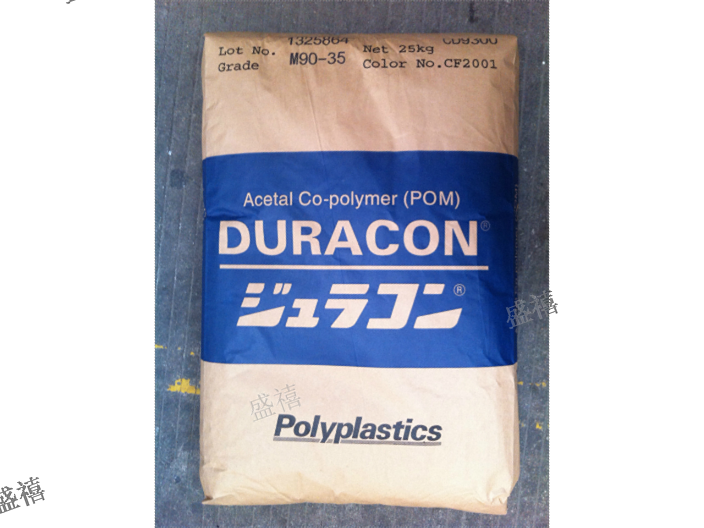 Lot No. 1325864 Net 25kg
Grade M90-35 Color No.CF2001
Acetal Co-polymer (POM)
DURACON®
ジュラコン®
盛禧
盛禧
Polyplastics
盛禧